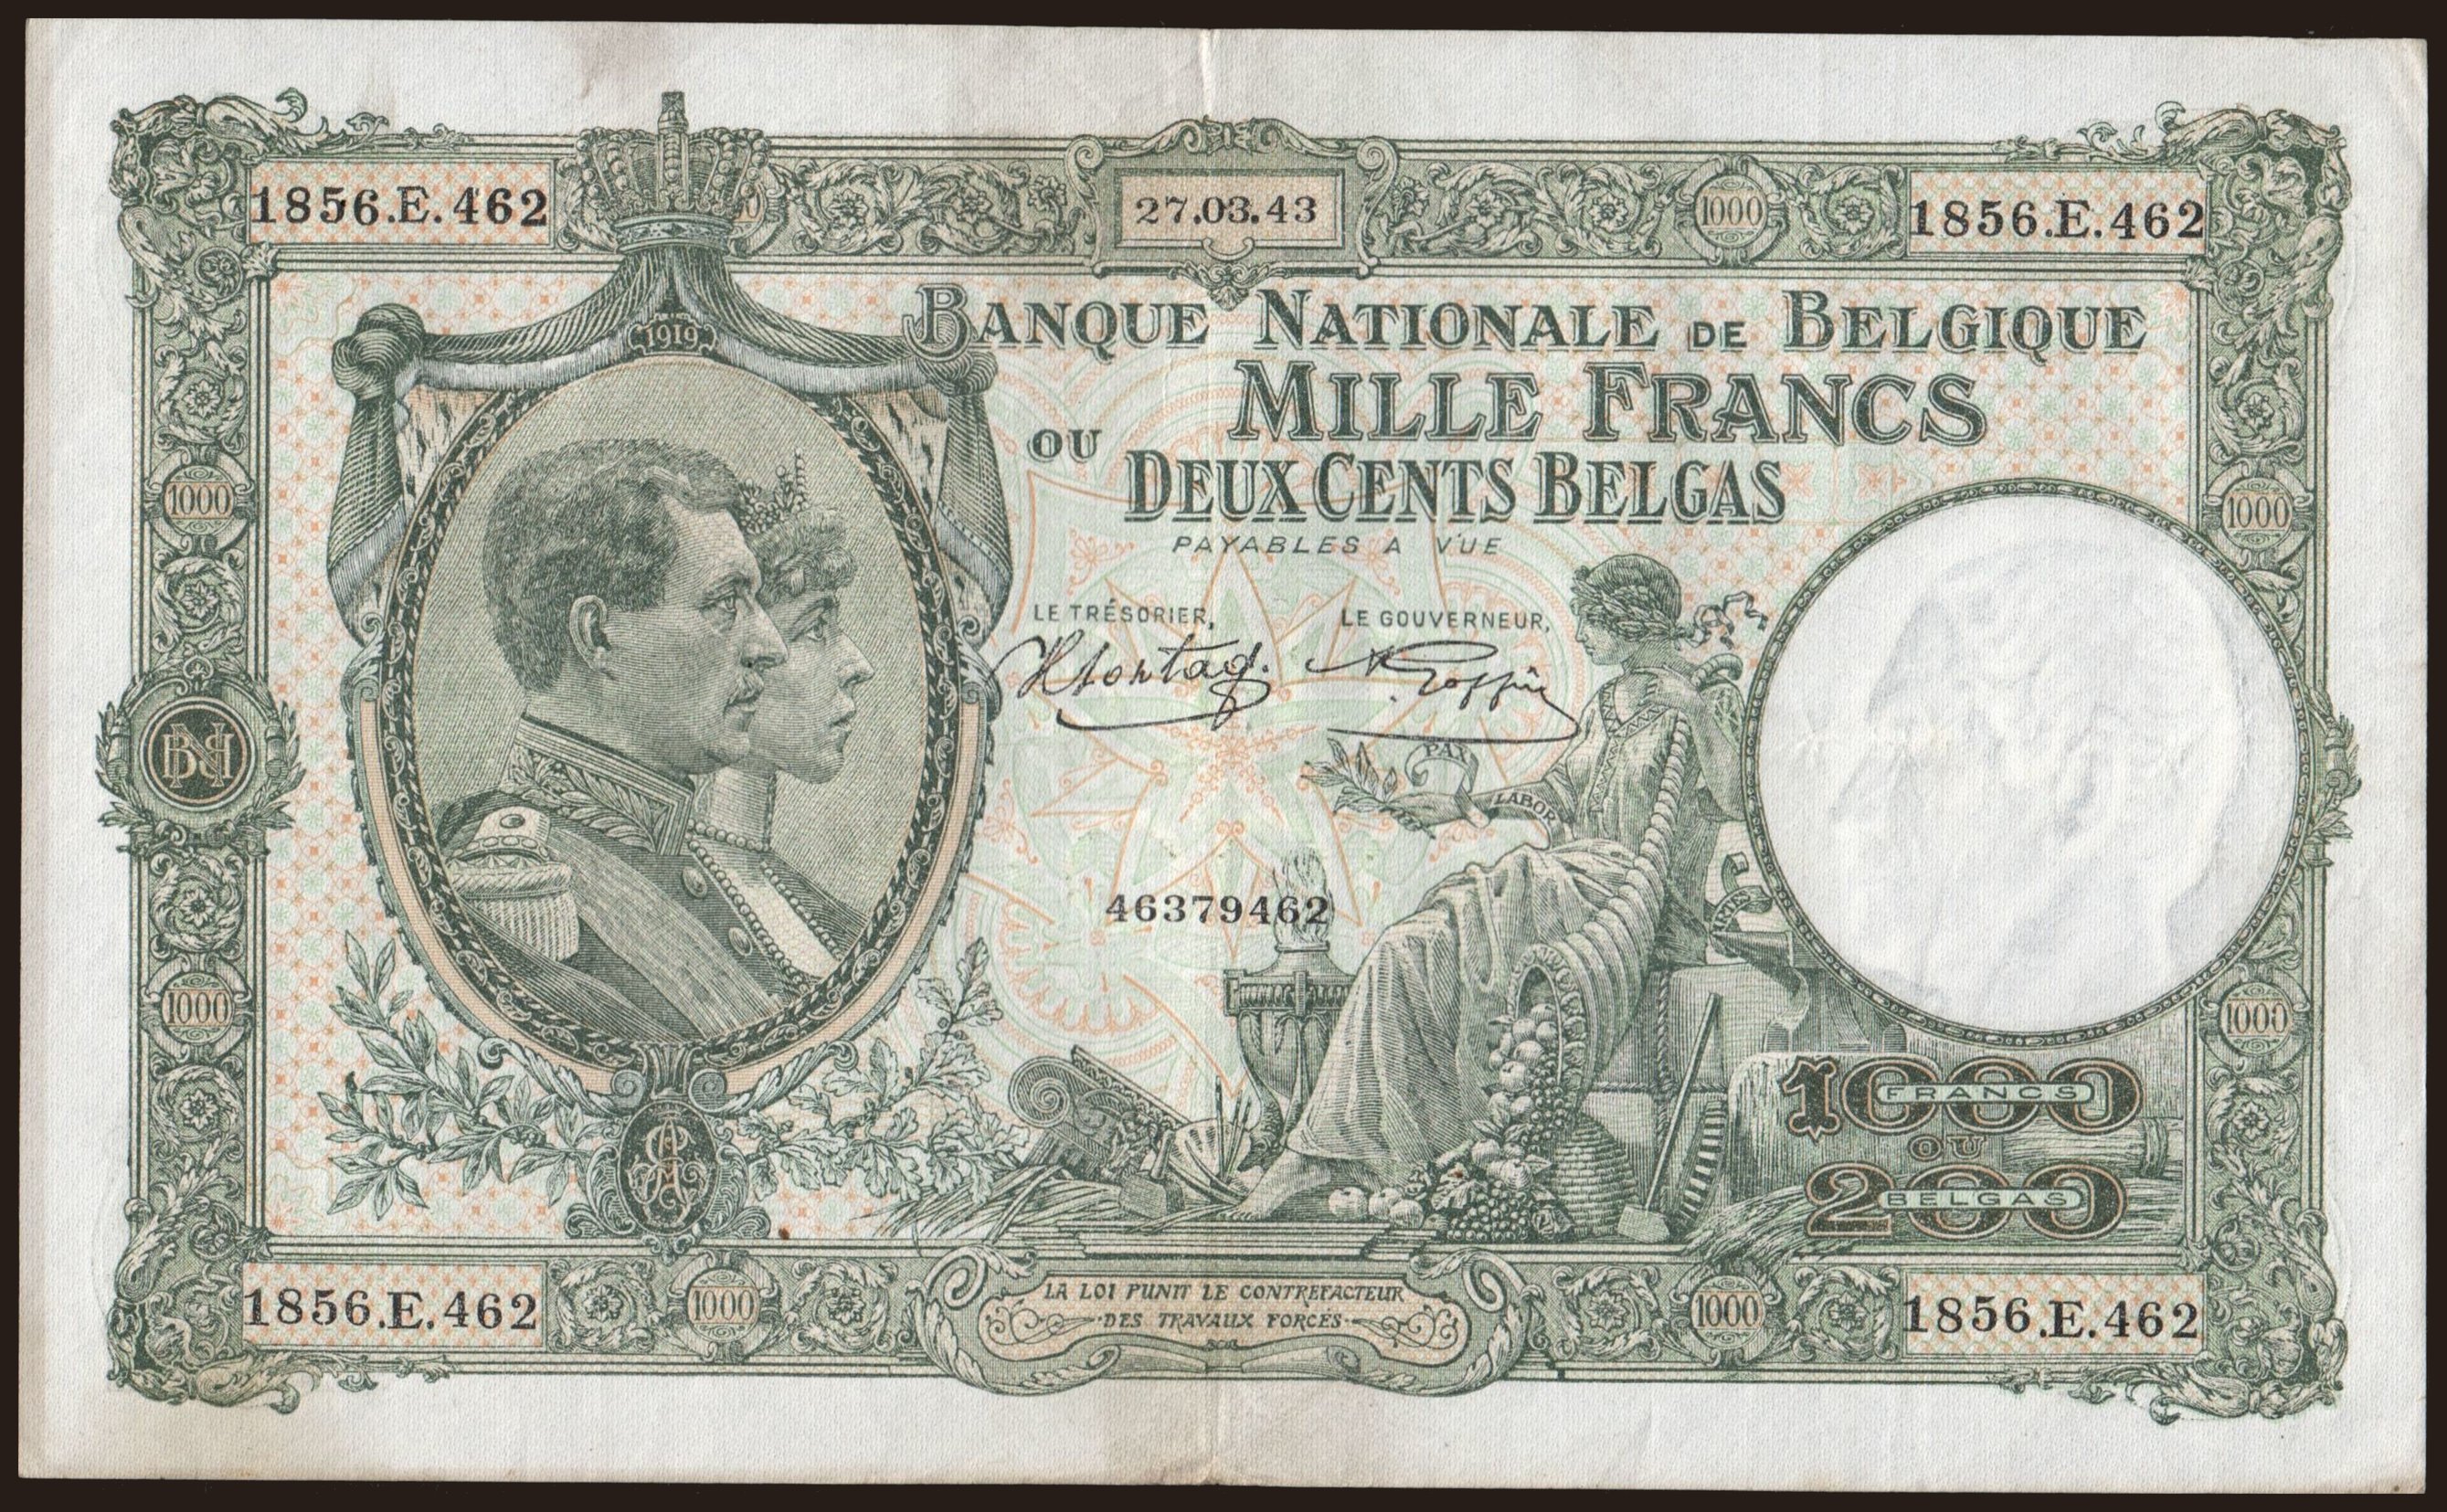 1856.E.462
27.03.43
1000
1856.E.462
1919
BANQUE NATIONALE DE BELGIQUE
MILLE FRANCS
OU
DEUX CENTS BELGAS
PAYABLES A VUE
1000
1000
LE TRÉSORIER,
LE GOUVERNEUR,
BNB
PAX
LABOR
46379462
1000
1000
1000
FRANCS
OU
200
BELGAS
1856.E.462
1000
LA LOI PUNIT LE CONTREFACTEUR
DES TRAVAUX FORCÉS
1000
1856.E.462